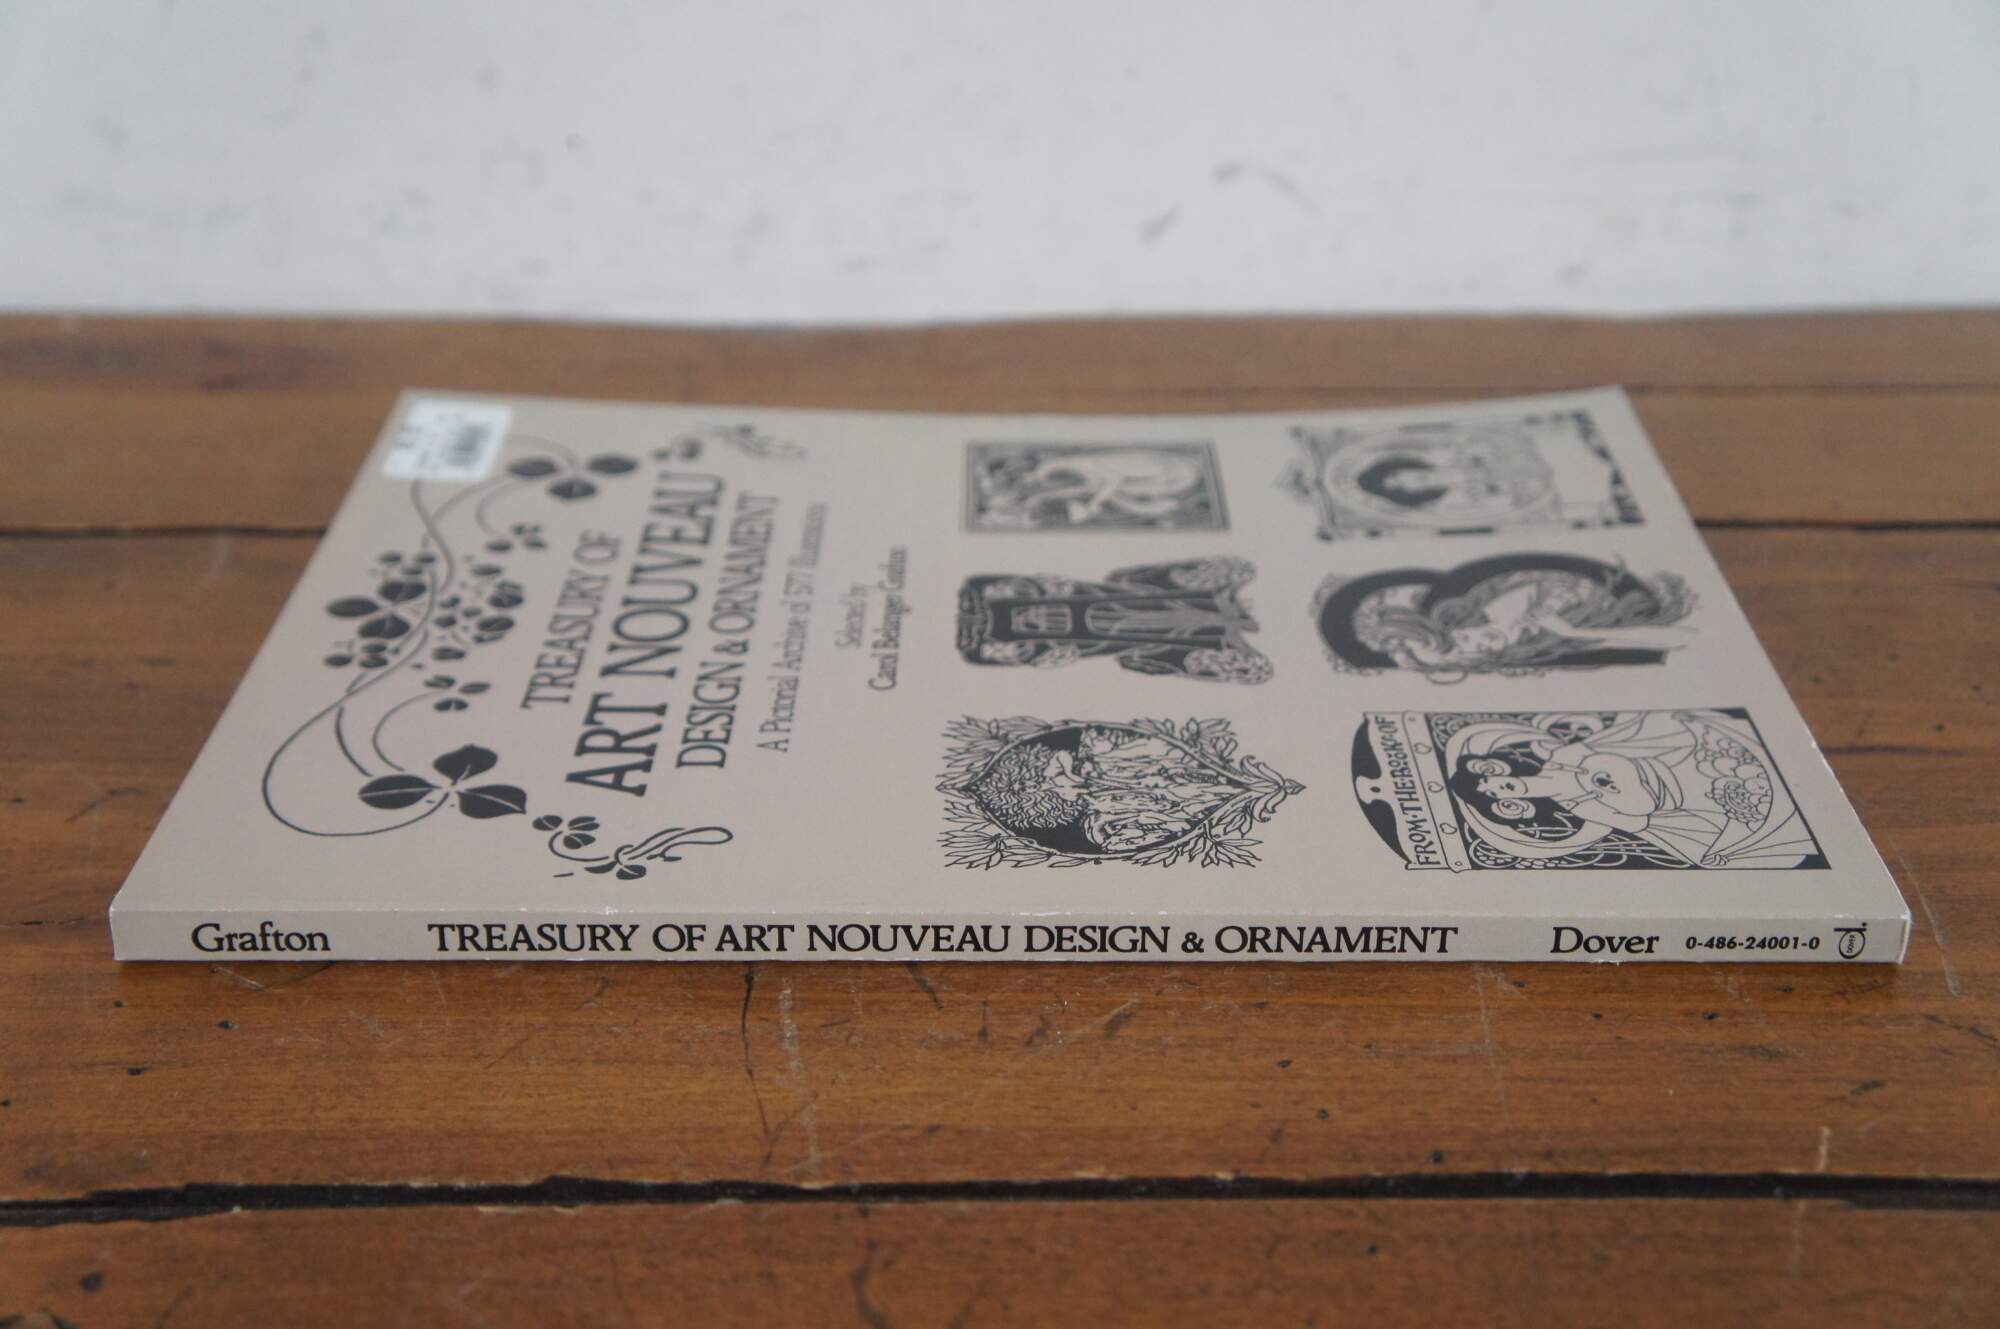 TREASURY OF
ART NOUVEAU
DESIGN & ORNAMENT
A Pictorial Archive of 577 Illustrations
Selected by
Carol Belanger Grafton
FROM·THE·BOOK·OF
Grafton TREASURY OF ART NOUVEAU DESIGN & ORNAMENT Dover 0-486-24001-0